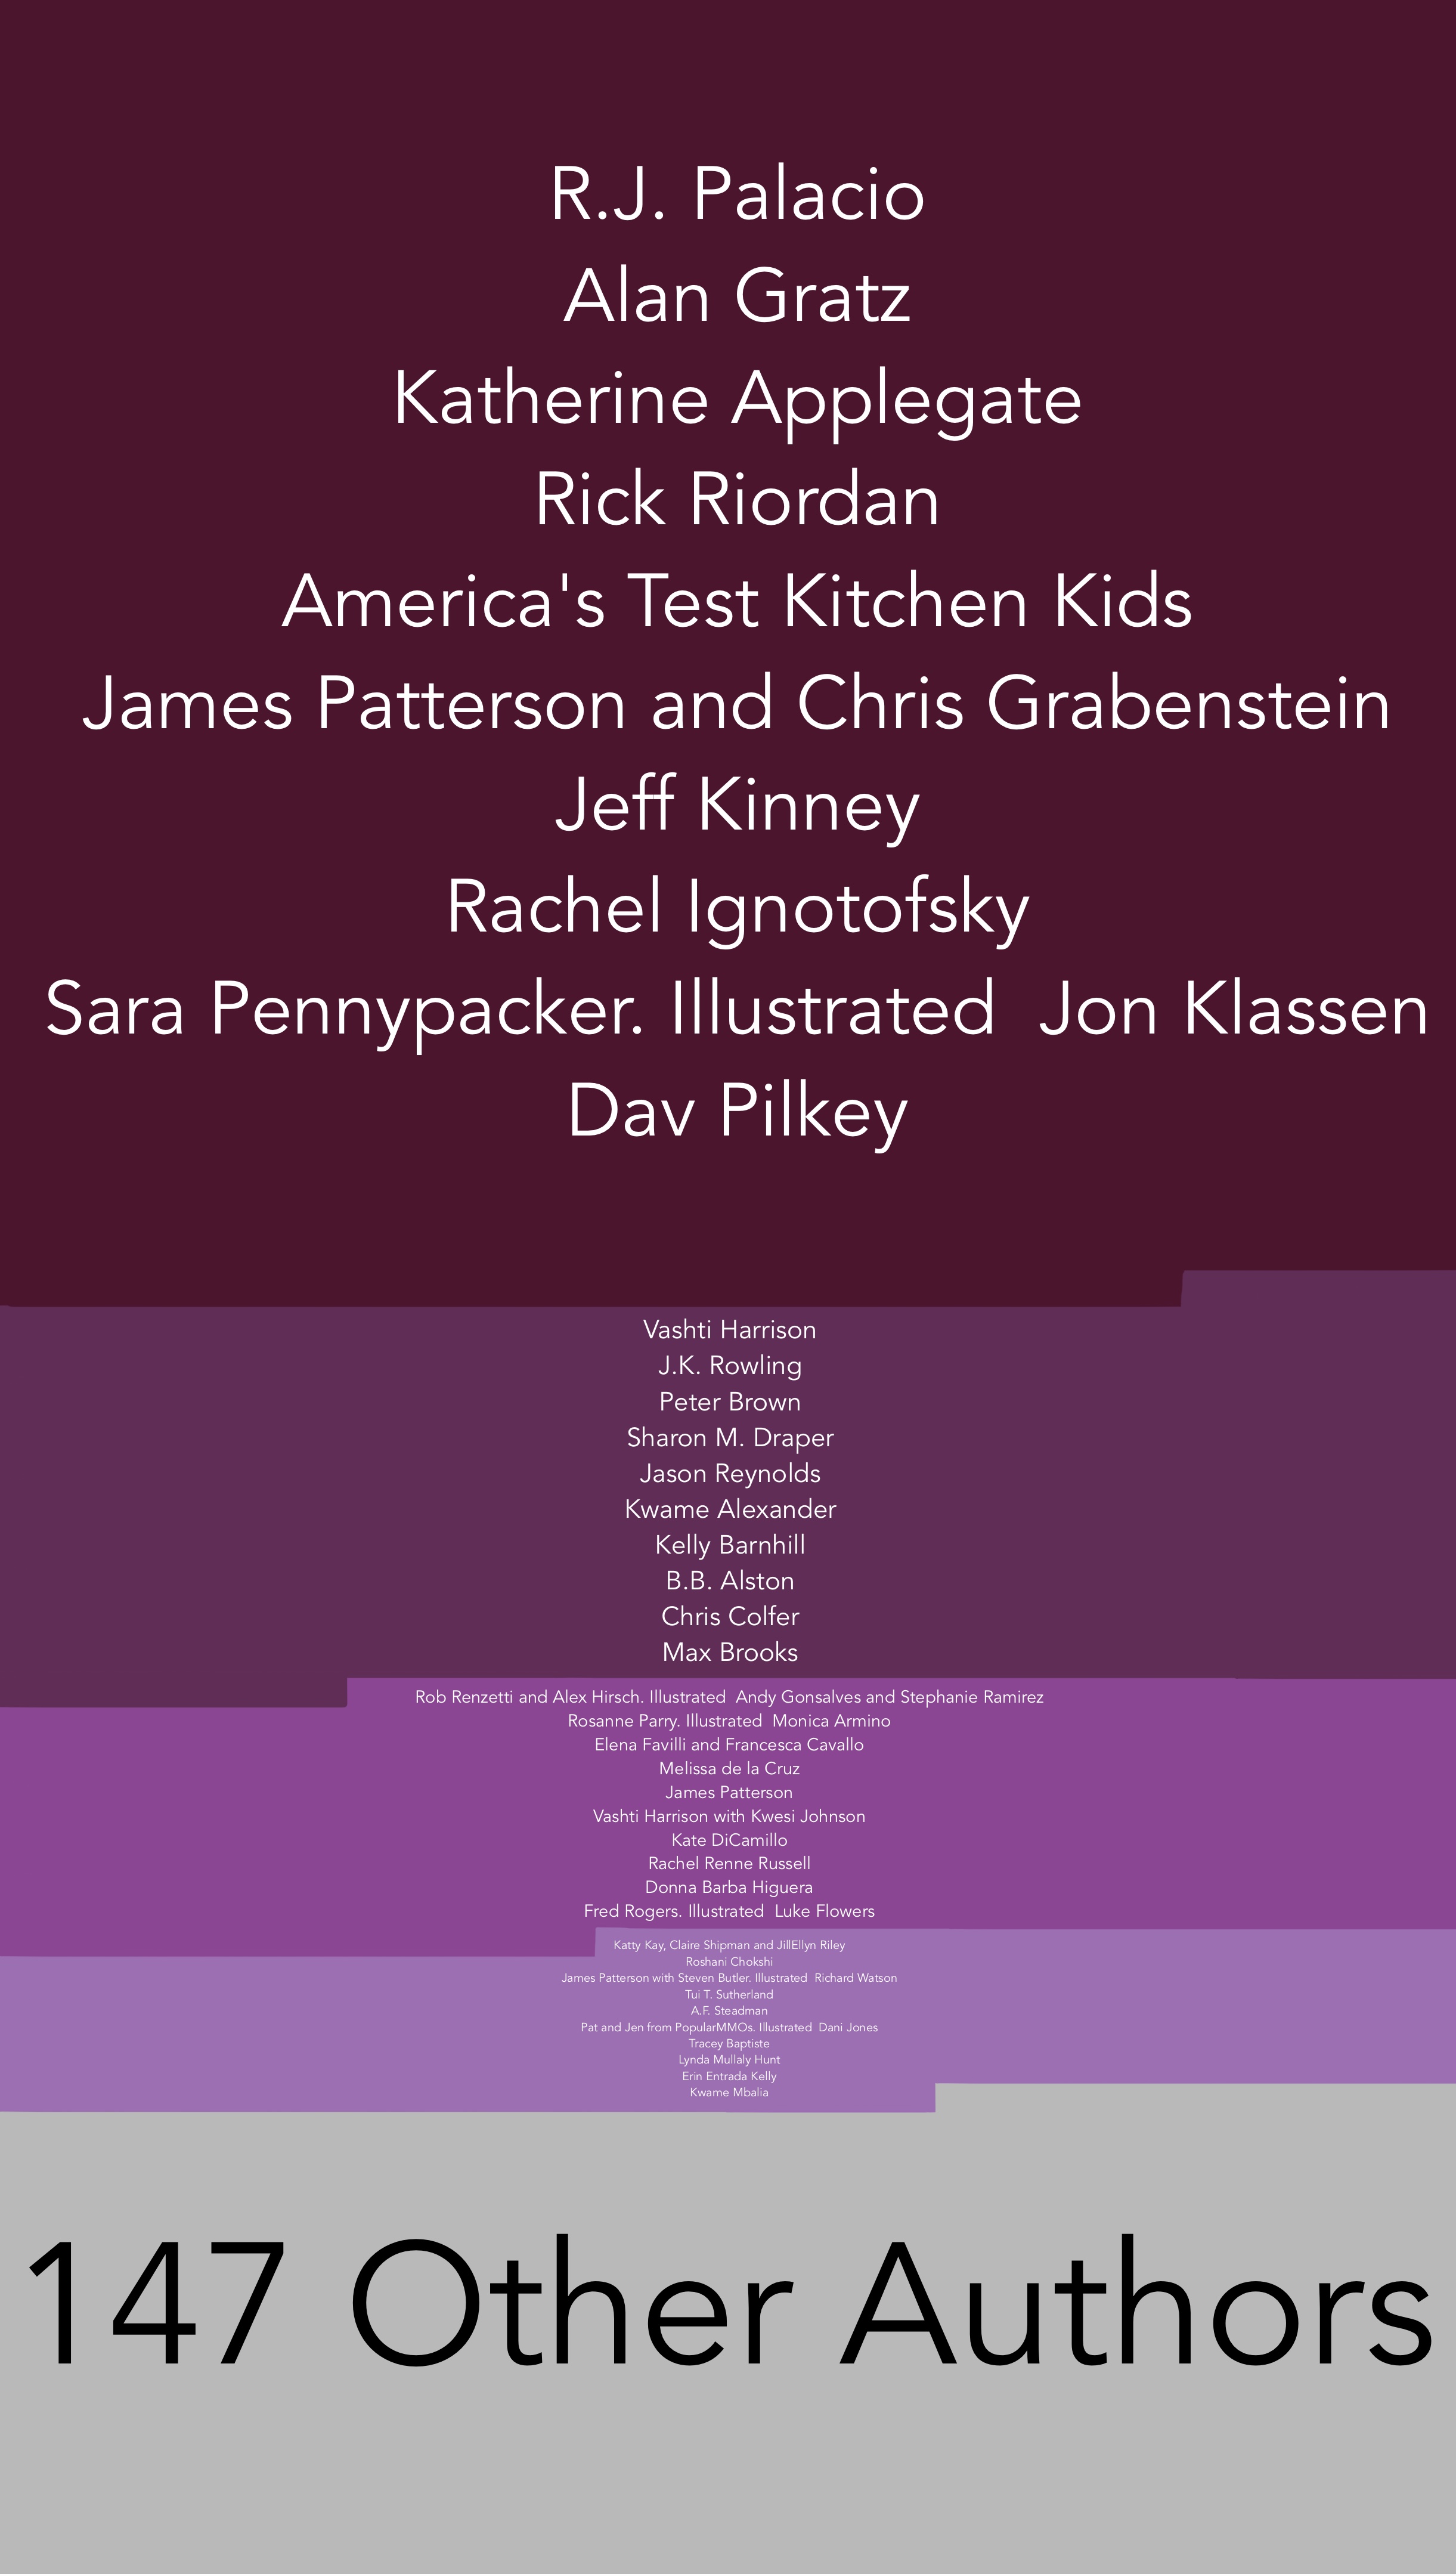 R.J. Palacio
Alan Gratz
Katherine Applegate
Rick Riordan
America's Test Kitchen Kids
James Patterson and Chris Grabenstein
Jeff Kinney
Rachel Ignotofsky
Sara Pennypacker. Illustrated  Jon Klassen
Dav Pilkey
Vashti Harrison
J.K. Rowling
Peter Brown
Sharon M. Draper
Jason Reynolds
Kwame Alexander
Kelly Barnhill
B.B. Alston
Chris Colfer
Max Brooks
Rob Renzetti and Alex Hirsch. Illustrated  Andy Gonsalves and Stephanie Ramirez
Rosanne Parry. Illustrated  Monica Armino
Elena Favilli and Francesca Cavallo
Melissa de la Cruz
James Patterson
Vashti Harrison with Kwesi Johnson
Kate DiCamillo
Rachel Renne Russell
Donna Barba Higuera
Fred Rogers. Illustrated  Luke Flowers
Katty Kay, Claire Shipman and JillEllyn Riley
Roshani Chokshi
James Patterson with Steven Butler. Illustrated  Richard Watson
Tui T. Sutherland
A.F. Steadman
Pat and Jen from PopularMMOs. Illustrated  Dani Jones
Tracey Baptiste
Lynda Mullaly Hunt
Erin Entrada Kelly
Kwame Mbalia
147 Other Authors